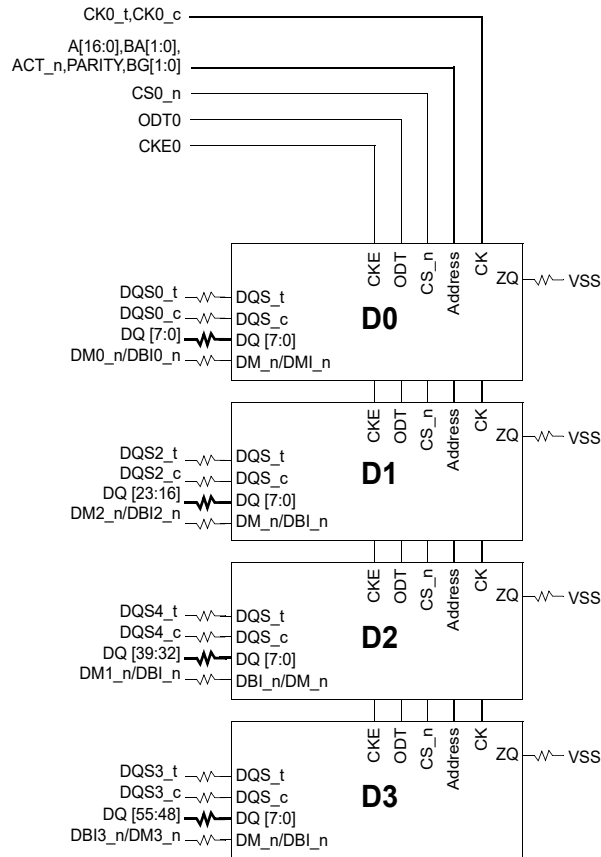 CK0_t,CK0_c
A[16:0],BA[1:0],
ACT_n,PARITY,BG[1:0]
CS0_n
ODT0
CKE0
CKE
ODT
CS_n
Address
CK
ZQ
VSS
DQS0_t
DQS_t
DQS0_c
DQS_c
D0
DQ [7:0]
DQ [7:0]
DM0_n/DBI0_n
DM_n/DMI_n
CKE
ODT
CS_n
Address
CK
ZQ
VSS
DQS2_t
DQS_t
DQS2_c
DQS_c
D1
DQ [23:16]
DQ [7:0]
DM2_n/DBI2_n
DM_n/DBI_n
CKE
ODT
CS_n
Address
CK
ZQ
VSS
DQS4_t
DQS_t
DQS4_c
DQS_c
D2
DQ [39:32]
DQ [7:0]
DM1_n/DBI_n
DBI_n/DM_n
CKE
ODT
CS_n
Address
CK
ZQ
VSS
DQS3_t
DQS_t
DQS3_c
DQS_c
D3
DQ [55:48]
DQ [7:0]
DBI3_n/DM3_n
DM_n/DBI_n